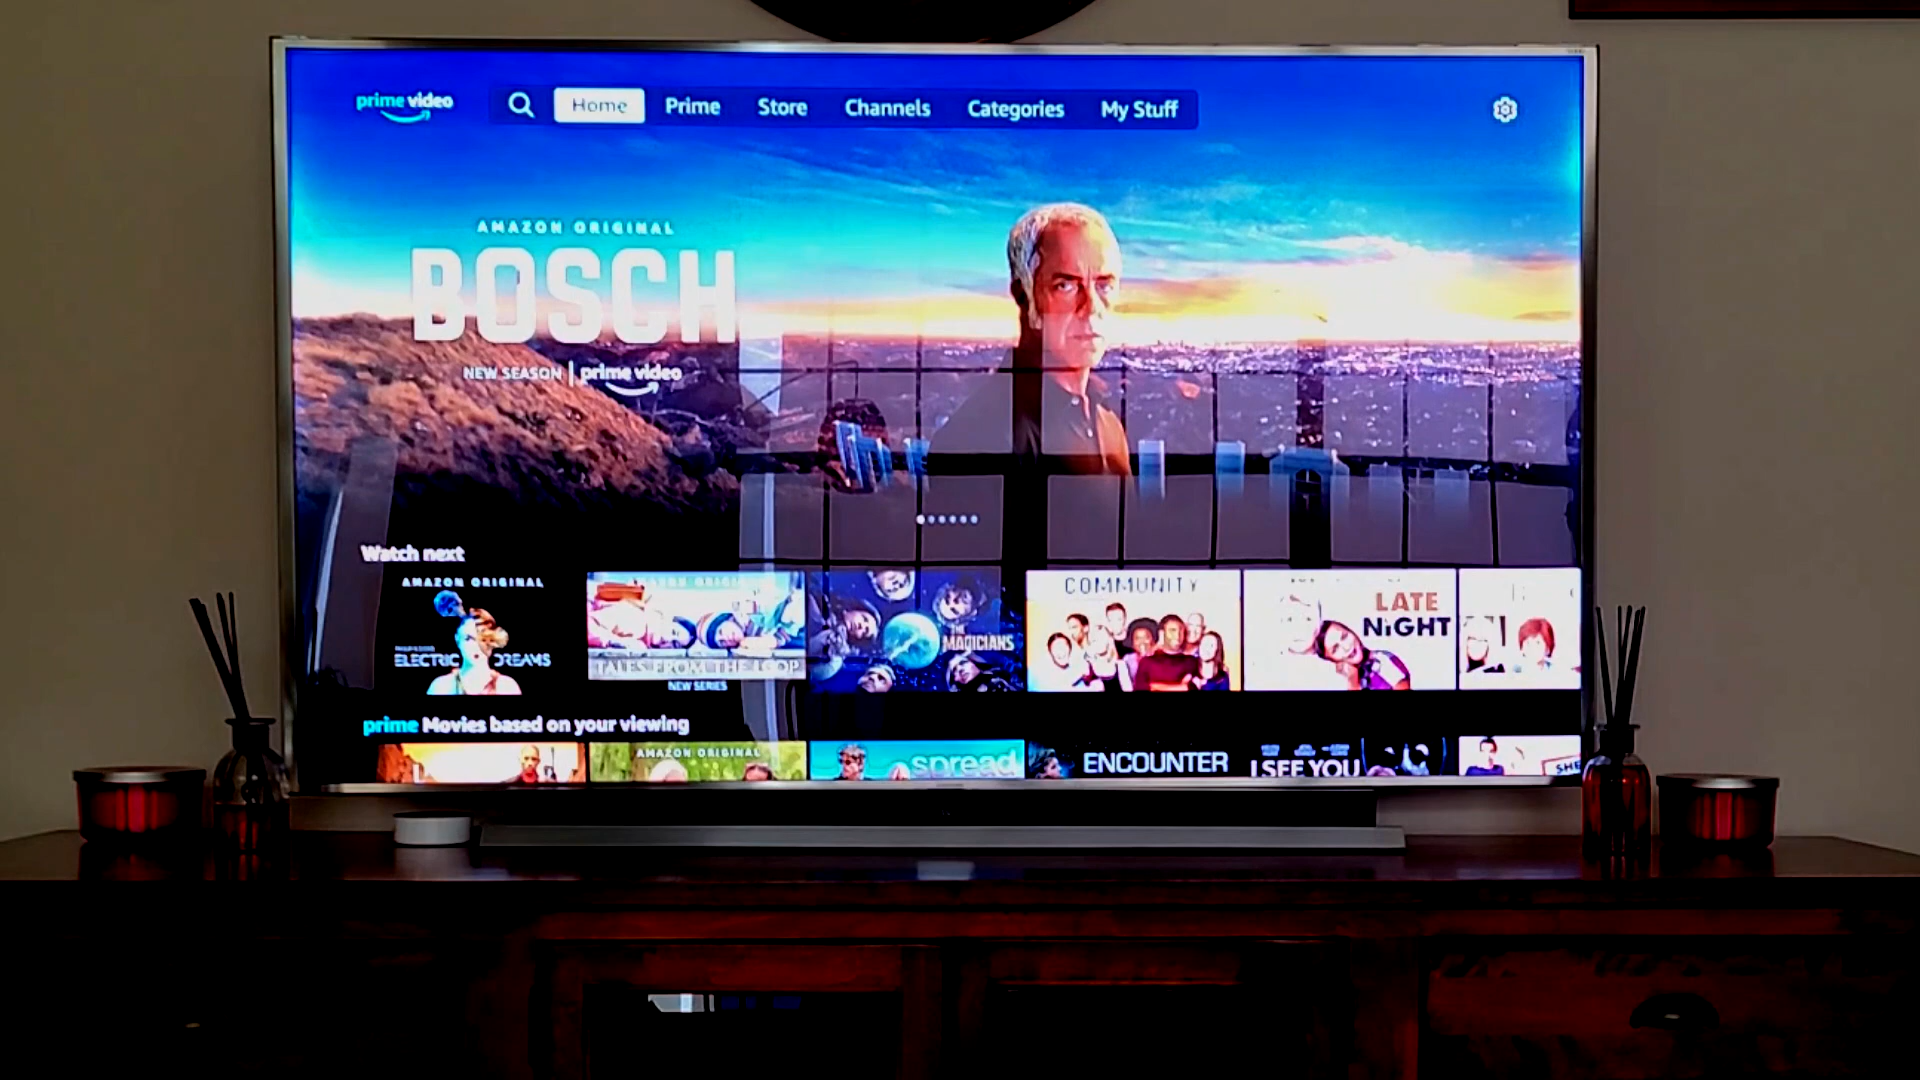 prime video
Home
Prime
Store
Channels
Categories
My Stuff
AMAZON ORIGINAL
BOSCH
NEW SEASON | prime video
Watch next
AMAZON ORIGINAL
ELECTRIC DREAMS
TALES FROM THE LOOP
NEW SERIES
THE MAGICIANS
COMMUNITY
LATE NIGHT
prime Movies based on your viewing
AMAZON ORIGINAL
spread
ENCOUNTER
I SEE YOU
SHE